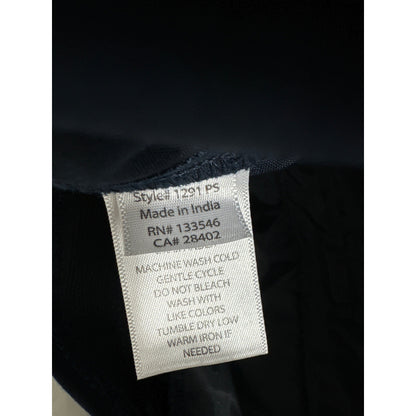 Style# 1291 PS
Made in India
RN# 133546
CA# 28402
MACHINE WASH COLD
GENTLE CYCLE
DO NOT BLEACH
WASH WITH
LIKE COLORS
TUMBLE DRY LOW
WARM IRON IF
NEEDED